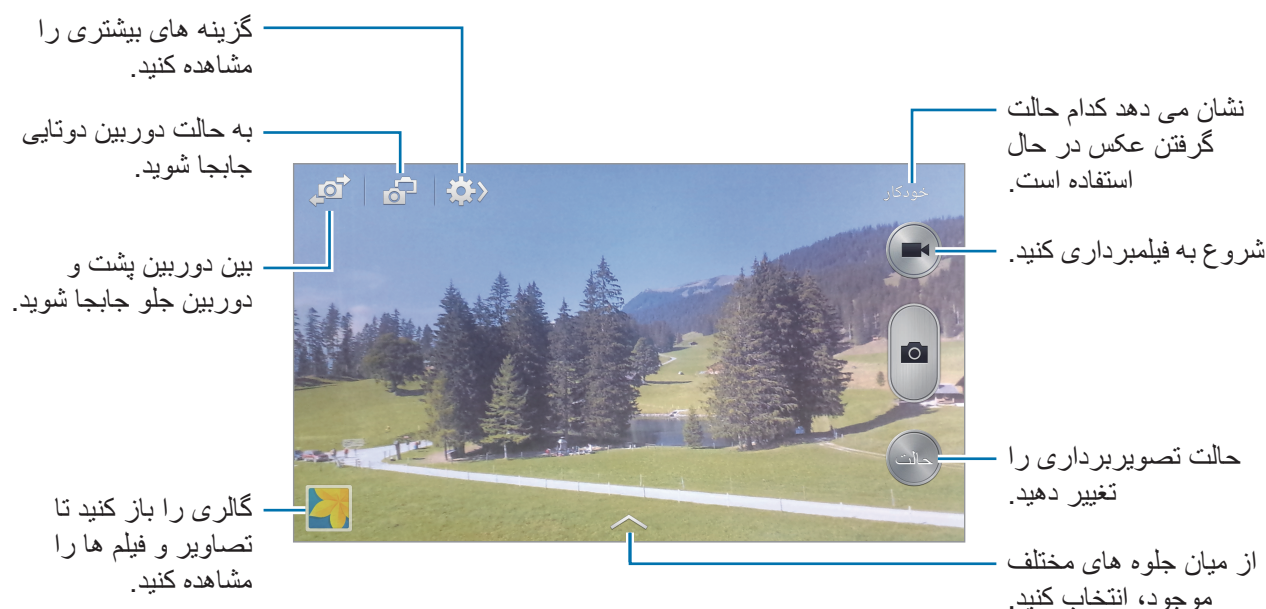 گزینه های بیشتری را
مشاهده کنید.
به حالت دوربین دوتایی
جابجا شوید.
بین دوربین پشت و
دوربین جلو جابجا شوید.
گالری را باز کنید تا
تصاویر و فیلم ها را
مشاهده کنید.
نشان می دهد کدام حالت
گرفتن عکس در حال
استفاده است.
خودکار
شروع به فیلمبرداری کنید.
حالت
حالت تصویربرداری را
تغییر دهید.
از میان جلوه های مختلف
موجود، انتخاب کنید.